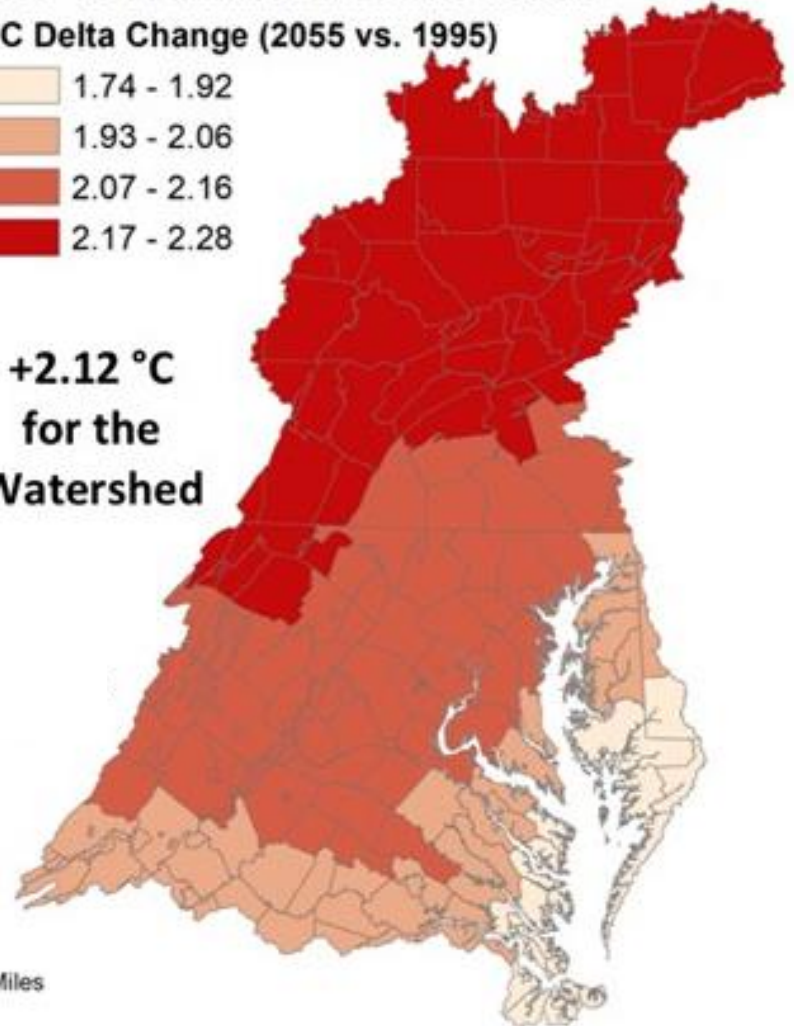 C Delta Change (2055 vs. 1995)
1.74 - 1.92
1.93 - 2.06
2.07 - 2.16
2.17 - 2.28
+2.12 °C
for the
Watershed
Miles